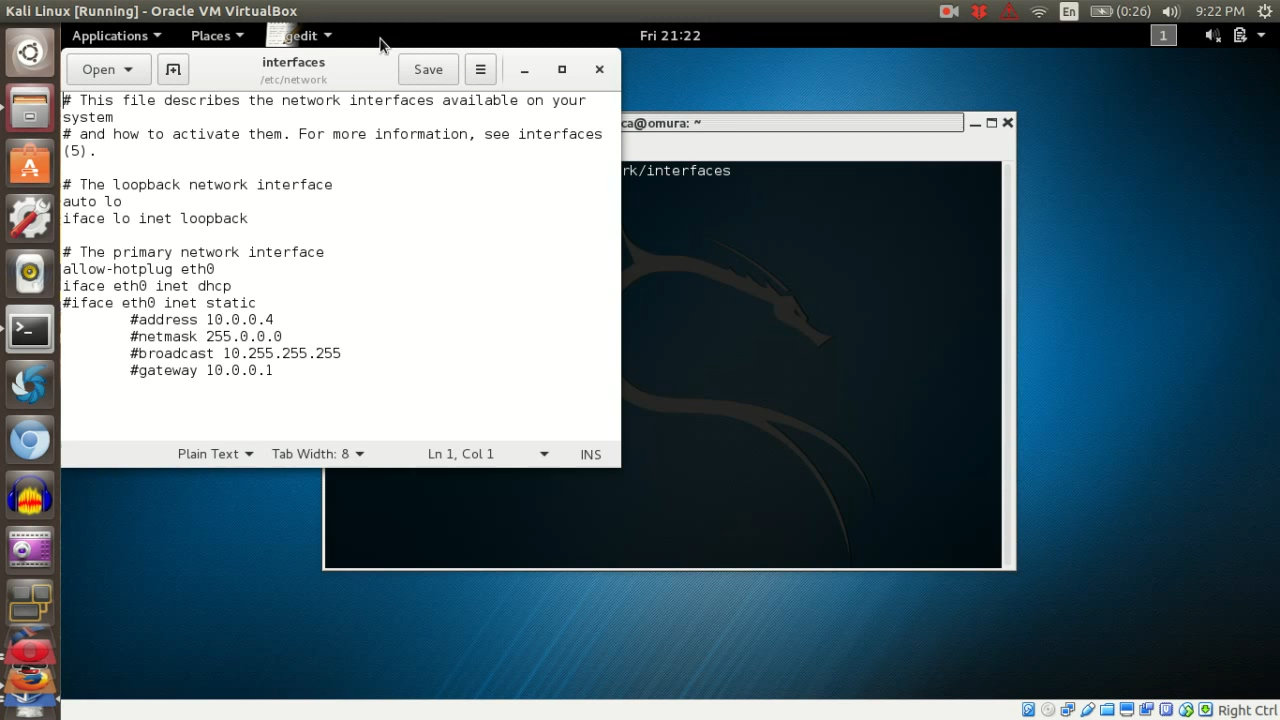 Kali Linux [Running] - Oracle VM VirtualBox
En
(0:26)
9:22 PM
Applications
Places
gedit
Fri 21:22
1
Open
interfaces
/etc/network
Save
# This file describes the network interfaces available on your
system
# and how to activate them. For more information, see interfaces
(5).
# The loopback network interface
auto lo
iface lo inet loopback
# The primary network interface
allow-hotplug eth0
iface eth0 inet dhcp
#iface eth0 inet static
#address 10.0.0.4
#netmask 255.0.0.0
#broadcast 10.255.255.255
#gateway 10.0.0.1
Plain Text
Tab Width: 8
Ln 1, Col 1
INS
ca@omura: ~
rk/interfaces
Right Ctrl